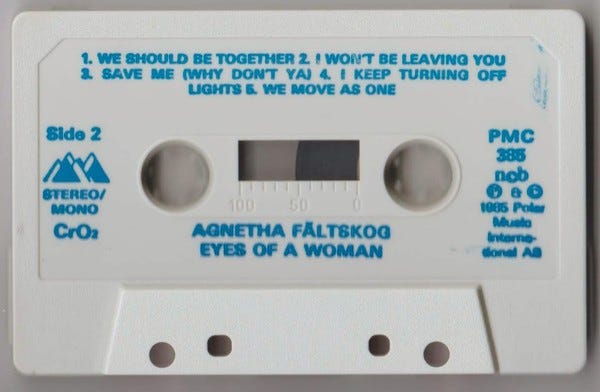 1. WE SHOULD BE TOGETHER 2. I WON'T BE LEAVING YOU
3. SAVE ME (WHY DON'T YA) 4. I KEEP TURNING OFF
LIGHTS 5. WE MOVE AS ONE
Side 2
STEREO/
MONO
CrO₂
100 50 0
AGNETHA FÄLTSKOG
EYES OF A WOMAN
PMC
385
ncb
℗ & ©
1985 Polar
Music
Interna-
tional AB